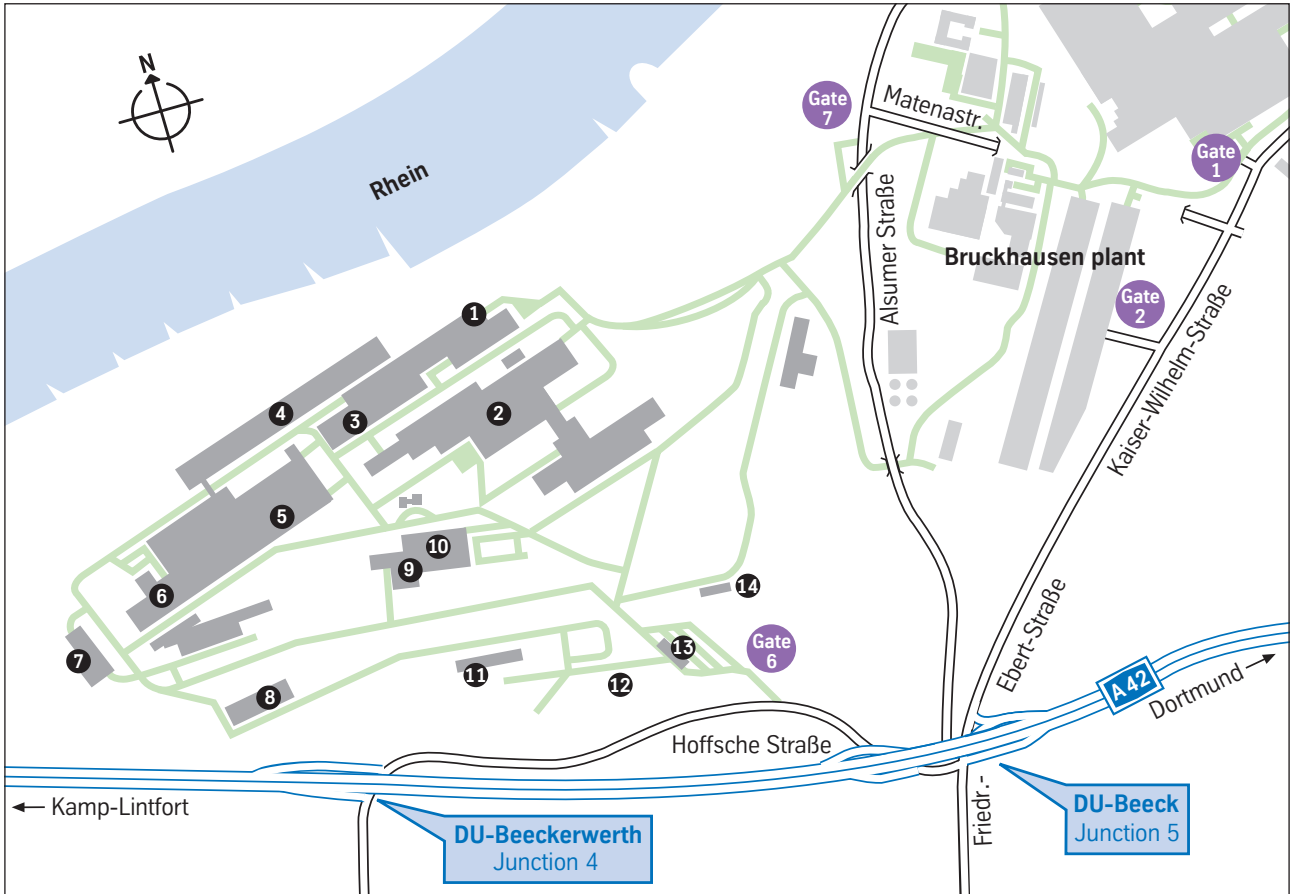 N
Rhein
Gate
7
Matenastr.
Gate
1
Alsumer Straße
Bruckhausen plant
Gate
2
Kaiser-Wilhelm-Straße
1
2
3
4
5
6
7
8
9
10
11
12
13
14
Gate
6
Ebert-Straße
Friedr.-
A 42
Dortmund →
Hoffsche Straße
← Kamp-Lintfort
DU-Beeckerwerth
Junction 4
DU-Beeck
Junction 5